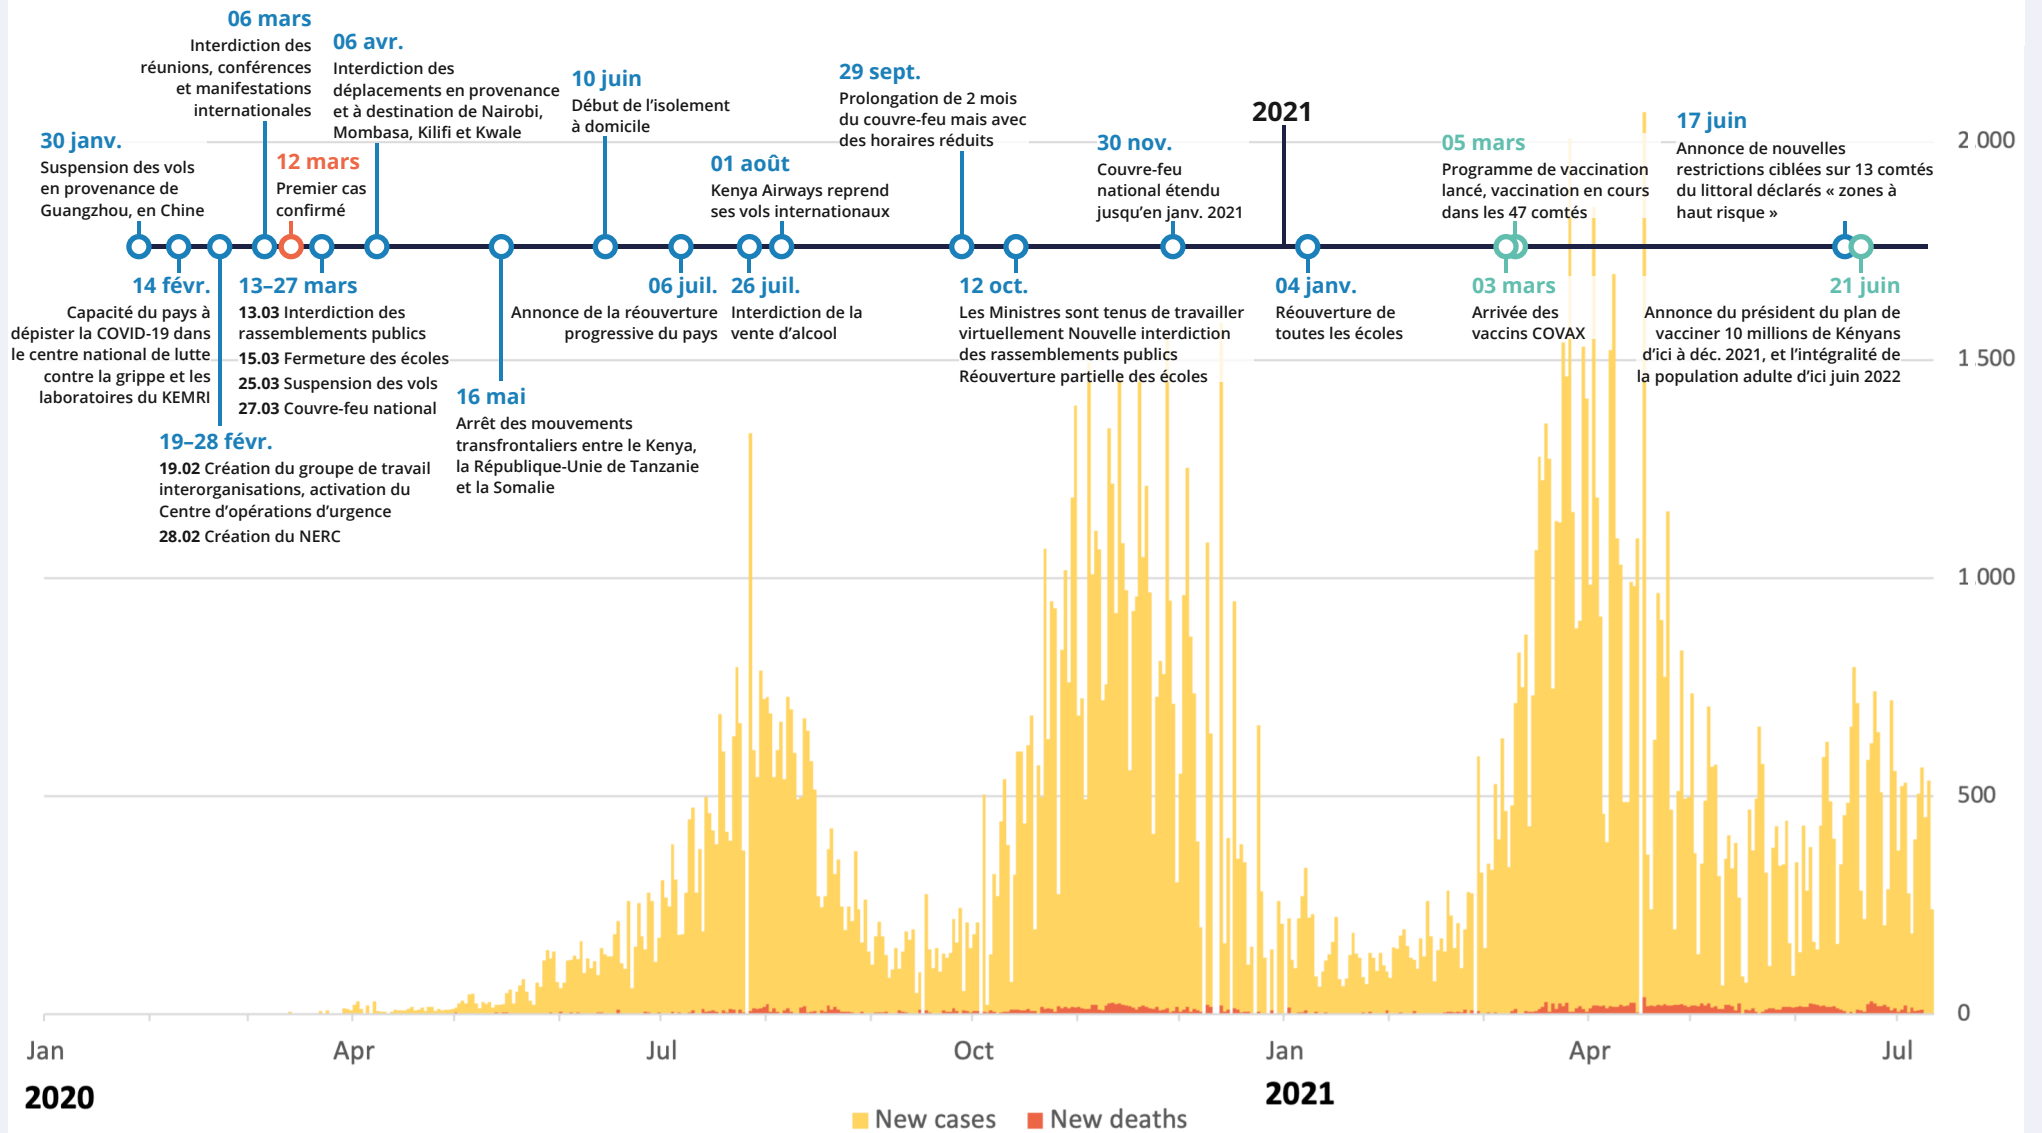 06 mars
Interdiction des
réunions, conférences
et manifestations
internationales
06 avr.
Interdiction des
déplacements en provenance
et à destination de Nairobi,
Mombasa, Kilifi et Kwale
10 juin
Début de l’isolement
à domicile
29 sept.
Prolongation de 2 mois
du couvre-feu mais avec
des horaires réduits
2021
17 juin
Annonce de nouvelles
restrictions ciblées sur 13 comtés
du littoral déclarés « zones à
haut risque »
30 janv.
Suspension des vols
en provenance de
Guangzhou, en Chine
12 mars
Premier cas
confirmé
01 août
Kenya Airways reprend
ses vols internationaux
30 nov.
Couvre-feu
national étendu
jusqu’en janv. 2021
05 mars
Programme de vaccination
lancé, vaccination en cours
dans les 47 comtés
14 févr.
Capacité du pays à
dépister la COVID-19 dans
le centre national de lutte
contre la grippe et les
laboratoires du KEMRI
13–27 mars
13.03 Interdiction des
rassemblements publics
15.03 Fermeture des écoles
25.03 Suspension des vols
27.03 Couvre-feu national
06 juil.
Annonce de la réouverture
progressive du pays
26 juil.
Interdiction de la
vente d’alcool
12 oct.
Les Ministres sont tenus de travailler
virtuellement Nouvelle interdiction
des rassemblements publics
Réouverture partielle des écoles
04 janv.
Réouverture de
toutes les écoles
03 mars
Arrivée des
vaccins COVAX
21 juin
Annonce du président du plan de
vacciner 10 millions de Kényans
d’ici à déc. 2021, et l’intégralité de
la population adulte d’ici juin 2022
19–28 févr.
19.02 Création du groupe de travail
interorganisations, activation du
Centre d’opérations d’urgence
28.02 Création du NERC
16 mai
Arrêt des mouvements
transfrontaliers entre le Kenya,
la République-Unie de Tanzanie
et la Somalie
2 000
1 500
1 000
500
0
Jan
Apr
Jul
Oct
Jan
Apr
Jul
2020
2021
New cases
New deaths